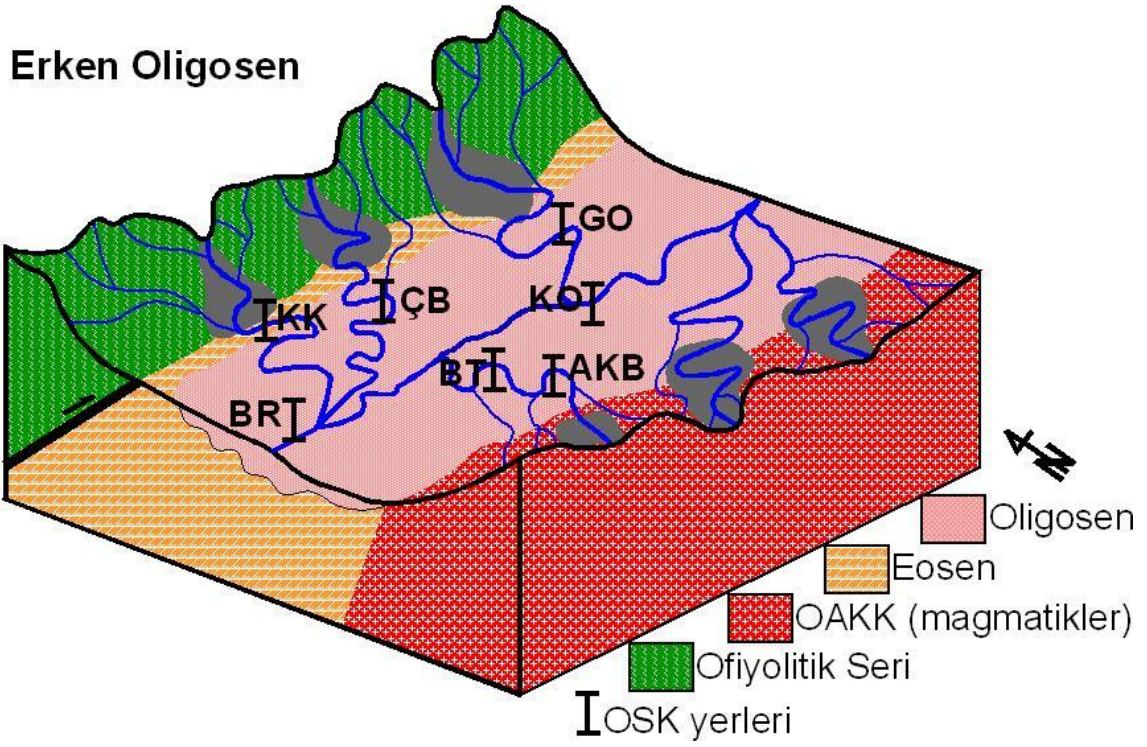 Erken Oligosen
GO
ÇB
KO
KK
BT
AKB
BR
N
Oligosen
Eosen
OAKK (magmatikler)
Ofiyolitik Seri
OSK yerleri